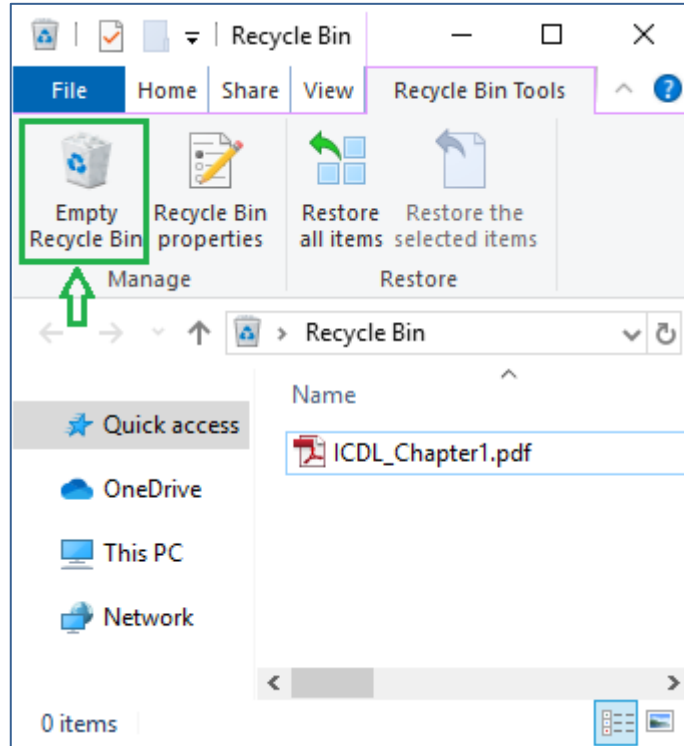 Recycle Bin
File Home Share View Recycle Bin Tools
Empty Recycle Bin
Recycle Bin properties
Restore all items
Restore the selected items
Manage Restore
Recycle Bin
Name
Quick access
ICDL_Chapter1.pdf
OneDrive
This PC
Network
0 items